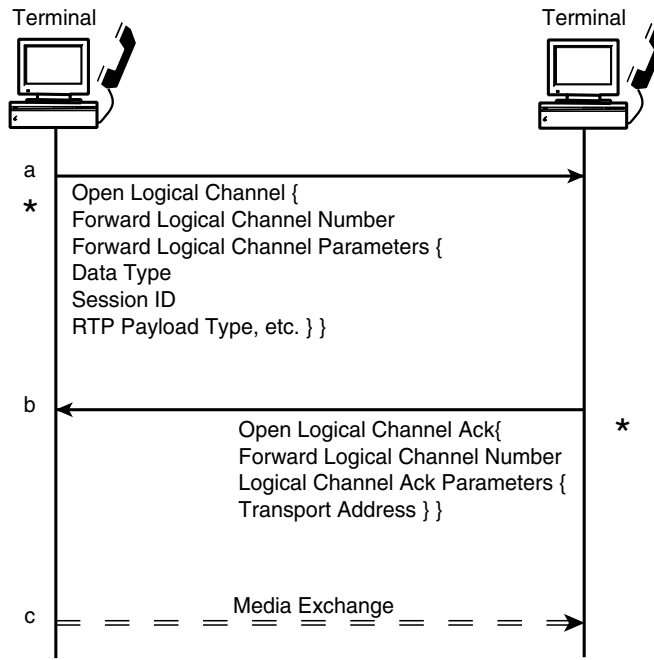 Terminal
Terminal
a
*
Open Logical Channel {
Forward Logical Channel Number
Forward Logical Channel Parameters {
Data Type
Session ID
RTP Payload Type, etc. } }
b
*
Open Logical Channel Ack{
Forward Logical Channel Number
Logical Channel Ack Parameters {
Transport Address } }
c
Media Exchange